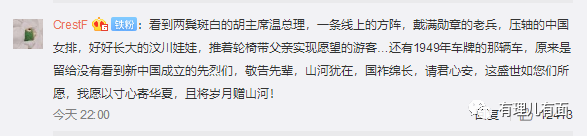 CrestF 铁粉：看到两鬓斑白的胡主席温总理，一条线上的方阵，戴满勋章的老兵，压轴的中国
女排，好好长大的汶川娃娃，推着轮椅带父亲实现愿望的游客...还有1949年车牌的那辆车，原来是
留给没有看到新中国成立的先烈们，敬告先辈，山河犹在，国祚绵长，请君心安，这盛世如您们所
愿，我愿以寸心寄华夏，且将岁月赠山河！
今天 22:00
有理儿有面